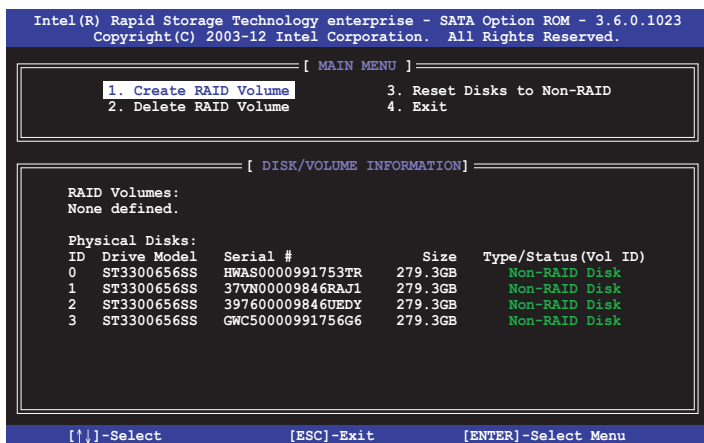 Intel(R) Rapid Storage Technology enterprise - SATA Option ROM - 3.6.0.1023
Copyright(C) 2003-12 Intel Corporation. All Rights Reserved.
[ MAIN MENU ]
1. Create RAID Volume 3. Reset Disks to Non-RAID
2. Delete RAID Volume 4. Exit
[ DISK/VOLUME INFORMATION]
RAID Volumes:
None defined.
Physical Disks:
ID Drive Model Serial # Size Type/Status(Vol ID)
0 ST3300656SS HWAS0000991753TR 279.3GB Non-RAID Disk
1 ST3300656SS 37VN00009846RAJ1 279.3GB Non-RAID Disk
2 ST3300656SS 397600009846UEDY 279.3GB Non-RAID Disk
3 ST3300656SS GWC50000991756G6 279.3GB Non-RAID Disk
[↑↓]-Select [ESC]-Exit [ENTER]-Select Menu